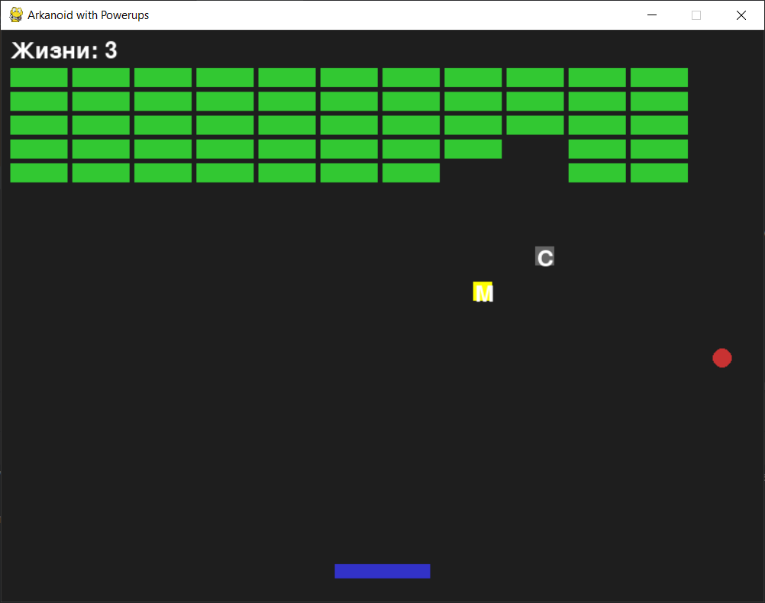 Arkanoid with Powerups
Жизни: 3
C
M